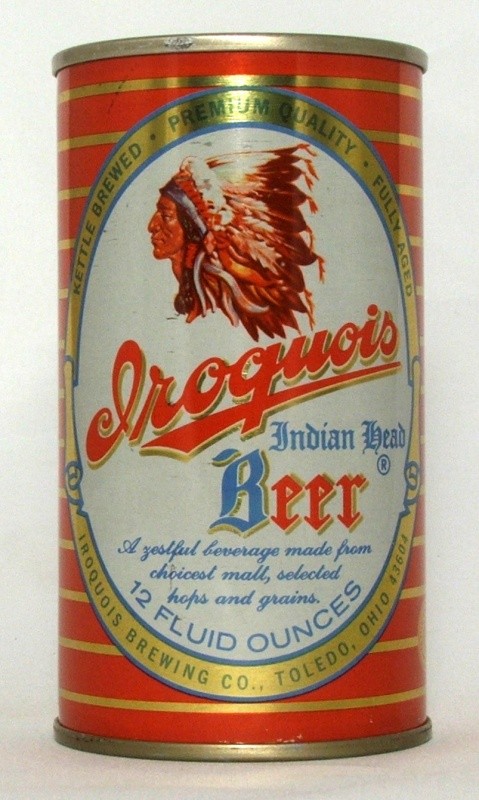 KETTLE BREWED • PREMIUM QUALITY • FULLY AGED
Iroquois
Indian Head
Beer ®
A zestful beverage made from
choicest malt, selected
hops and grains.
12 FLUID OUNCES
IROQUOIS BREWING CO., TOLEDO, OHIO 43604